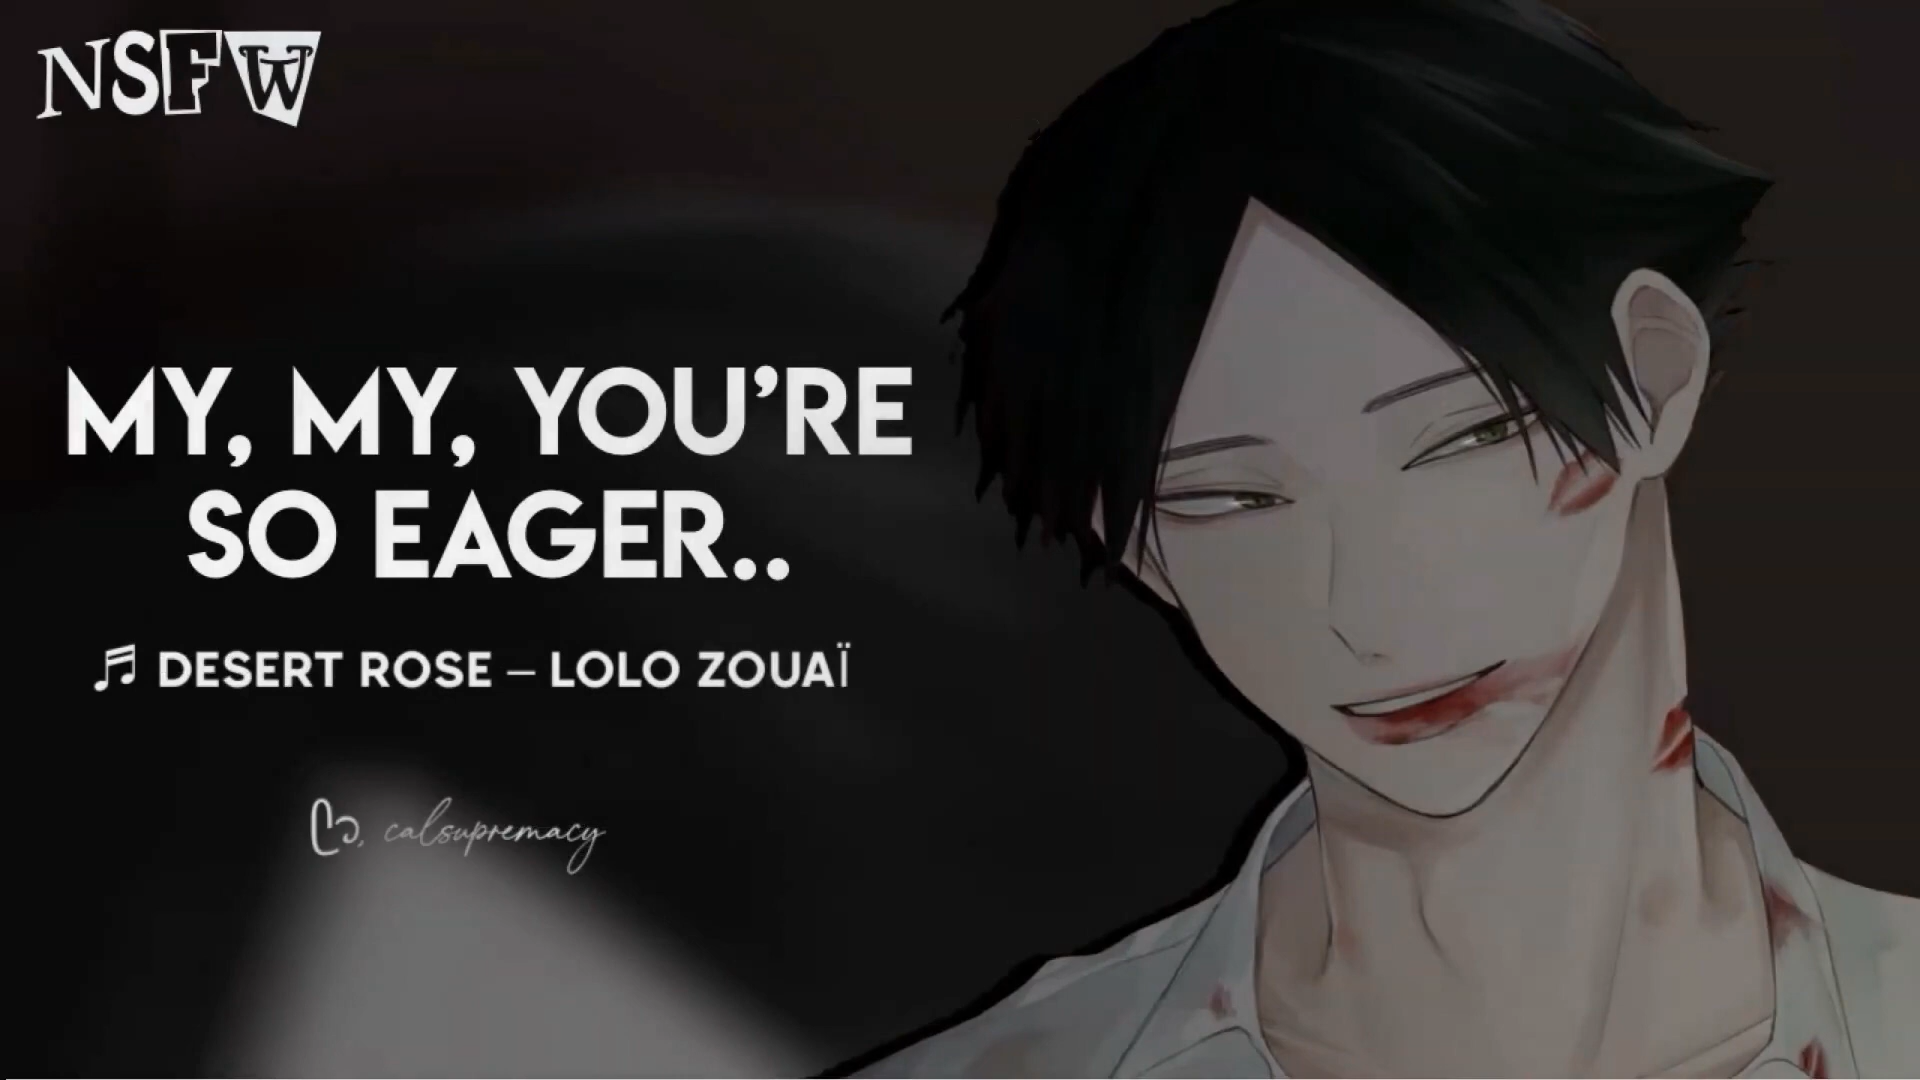 NSFW
MY, MY, YOU’RE
SO EAGER..
♬ DESERT ROSE – LOLO ZOUAÏ
calsupremacy